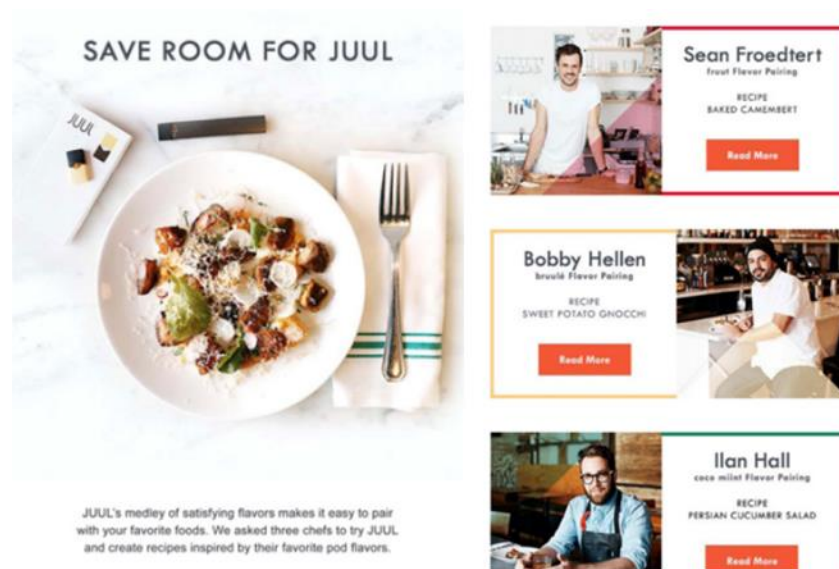 SAVE ROOM FOR JUUL
JUUL
JUUL's medley of satisfying flavors makes it easy to pair
with your favorite foods. We asked three chefs to try JUUL
and create recipes inspired by their favorite pod flavors.
Sean Froedtert
fruut Flavor Pairing
RECIPE
BAKED CAMEMBERT
Read More
Bobby Hellen
bruulé Flavor Pairing
RECIPE
SWEET POTATO GNOCCHI
Read More
Ilan Hall
coco miint Flavor Pairing
RECIPE
PERSIAN CUCUMBER SALAD
Read More